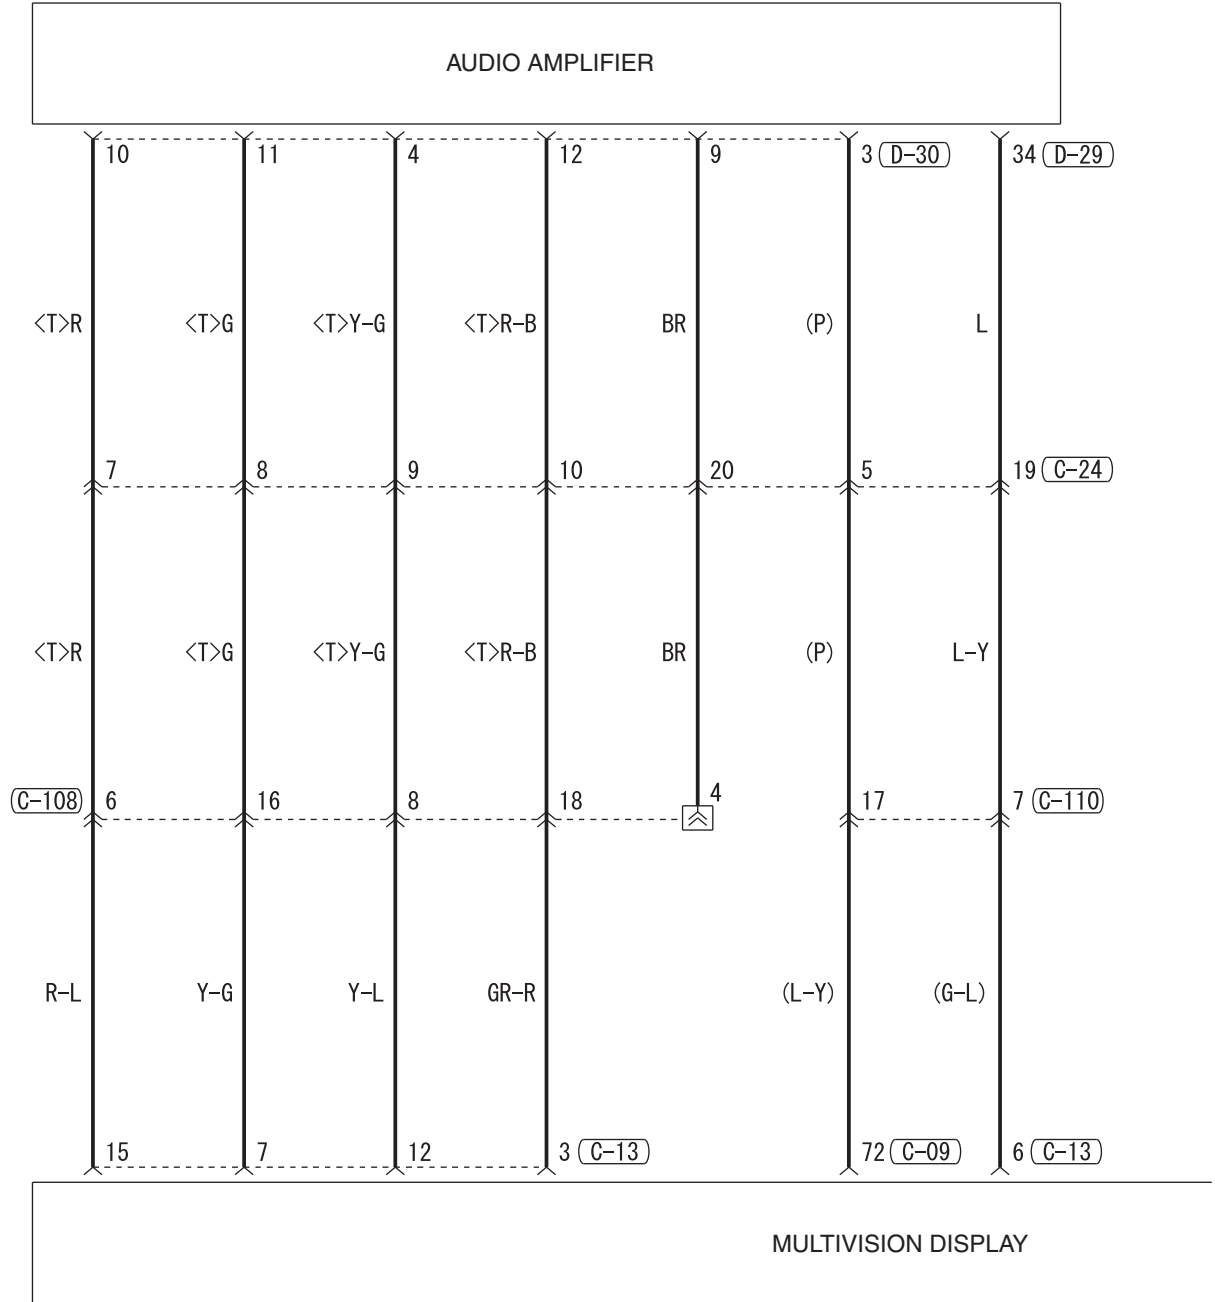 AUDIO AMPLIFIER
10 11 4 12 9 3 D-30 34 D-29
<T>R <T>G <T>Y-G <T>R-B BR (P) L
7 8 9 10 20 5 19 C-24
<T>R <T>G <T>Y-G <T>R-B BR (P) L-Y
C-108 6 16 8 18 4 17 7 C-110
R-L Y-G Y-L GR-R (L-Y) (G-L)
15 7 12 3 C-13 72 C-09 6 C-13
MULTIVISION DISPLAY